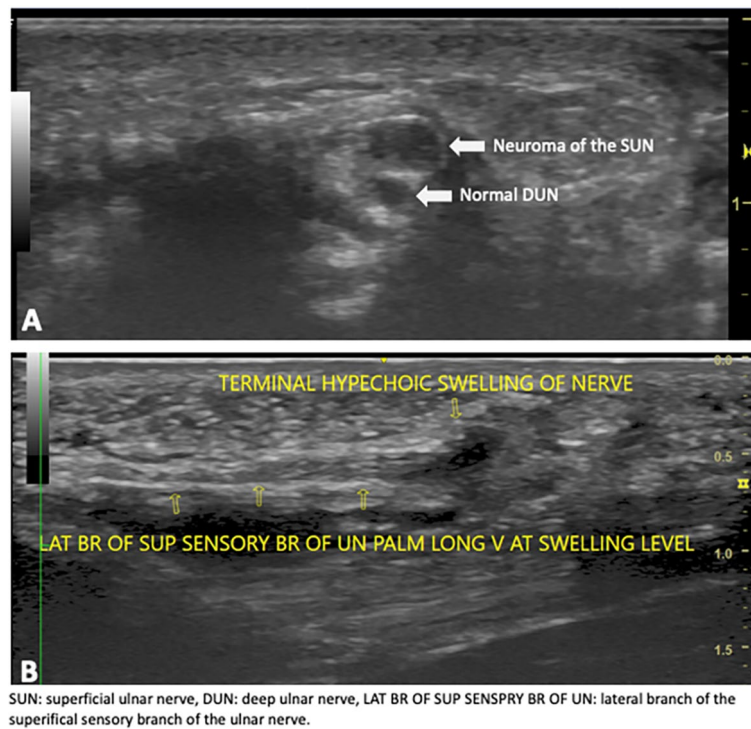 Neuroma of the SUN
Normal DUN
1
A
TERMINAL HYPECHOIC SWELLING OF NERVE
0.0
0.5
LAT BR OF SUP SENSORY BR OF UN PALM LONG V AT SWELLING LEVEL
1.0
1.5
B
SUN: superficial ulnar nerve, DUN: deep ulnar nerve, LAT BR OF SUP SENSPRY BR OF UN: lateral branch of the
superifical sensory branch of the ulnar nerve.